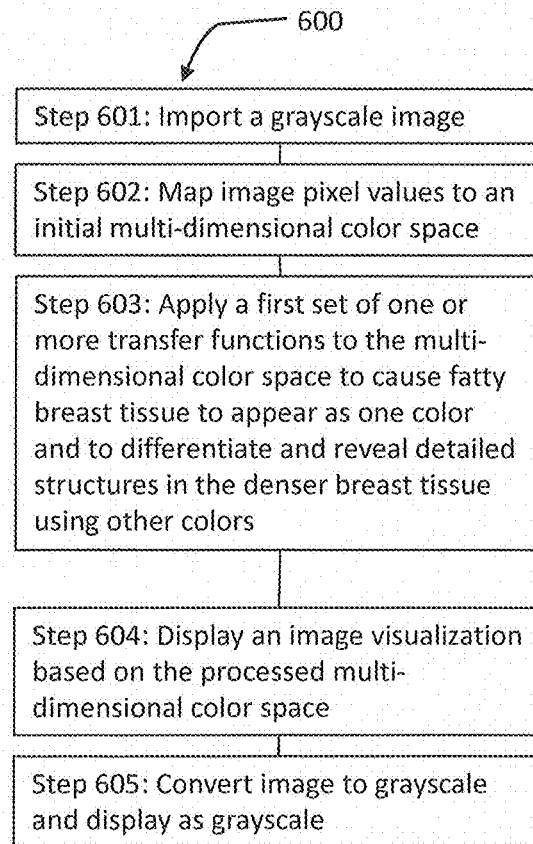 600
Step 601: Import a grayscale image
Step 602: Map image pixel values to an
initial multi-dimensional color space
Step 603: Apply a first set of one or
more transfer functions to the multi-
dimensional color space to cause fatty
breast tissue to appear as one color
and to differentiate and reveal detailed
structures in the denser breast tissue
using other colors
Step 604: Display an image visualization
based on the processed multi-
dimensional color space
Step 605: Convert image to grayscale
and display as grayscale